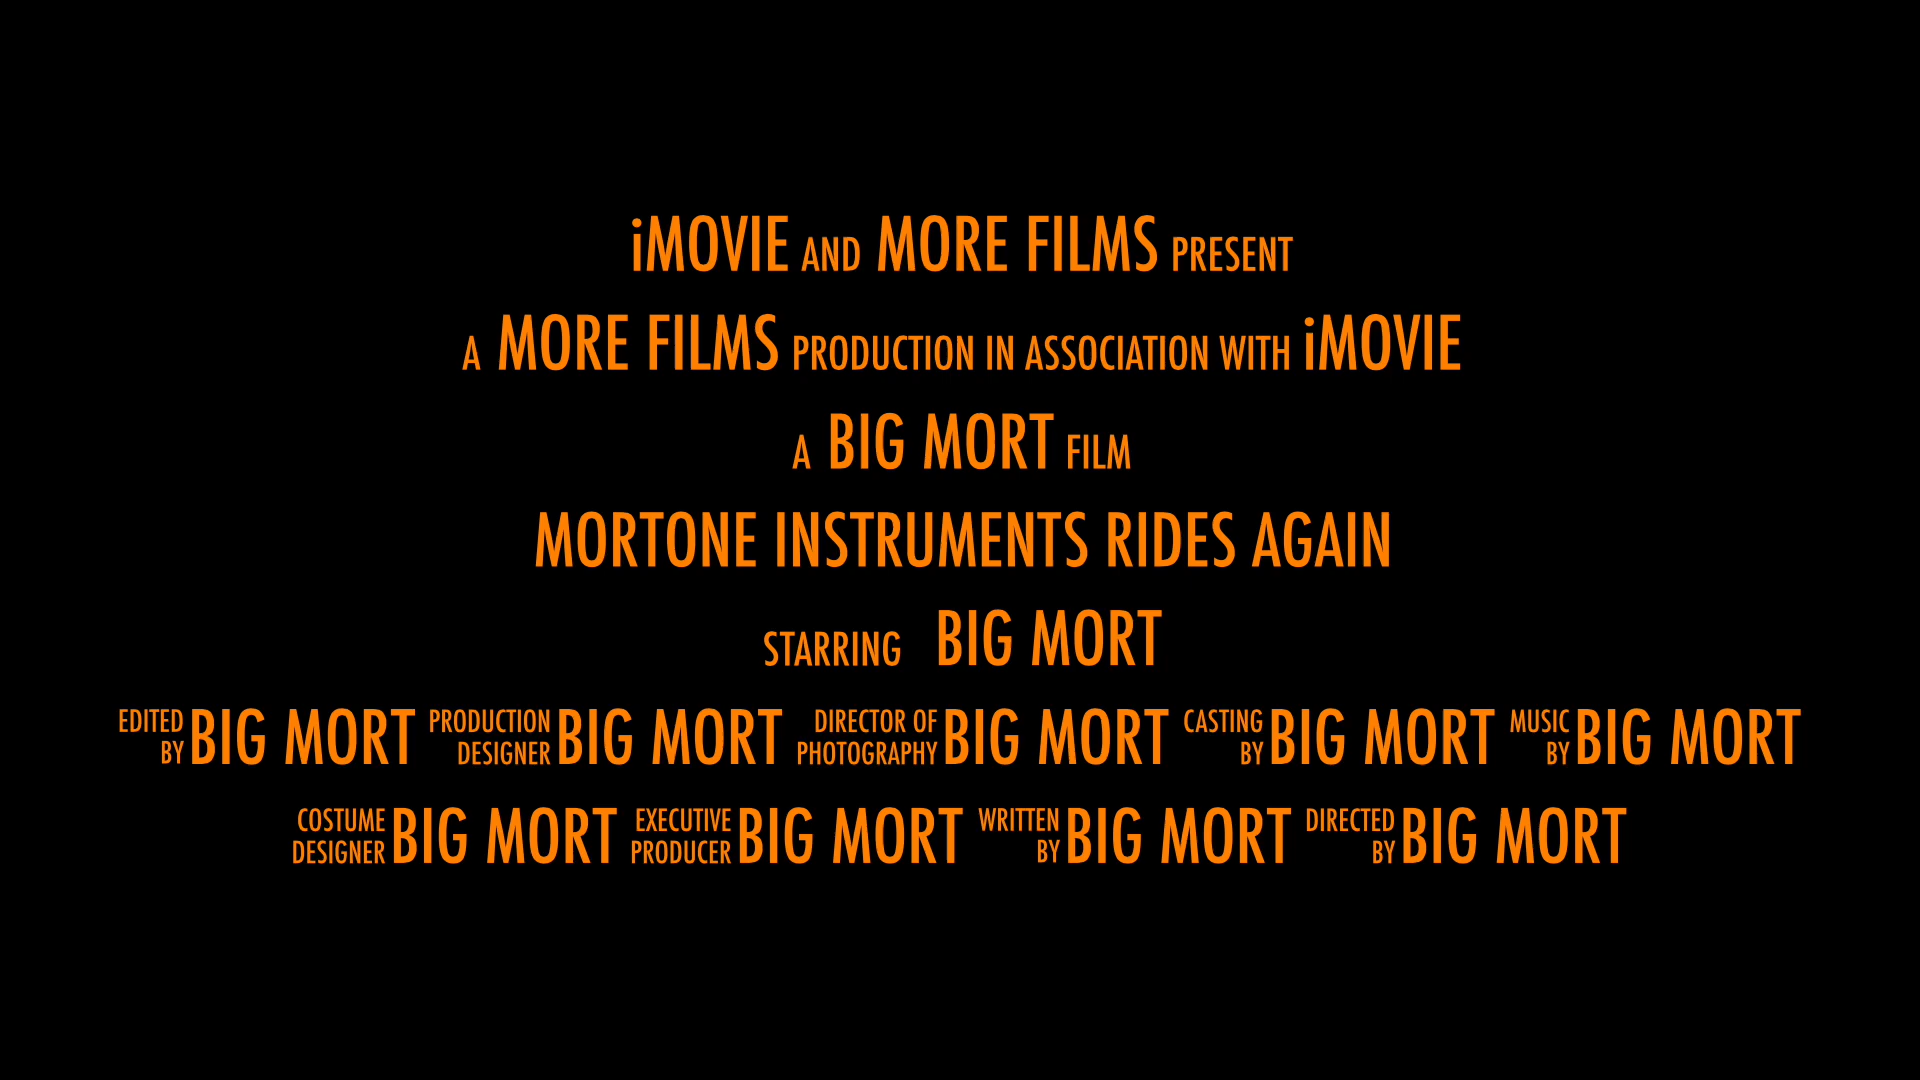 iMOVIE AND MORE FILMS PRESENT
A MORE FILMS PRODUCTION IN ASSOCIATION WITH iMOVIE
A BIG MORT FILM
MORTONE INSTRUMENTS RIDES AGAIN
STARRING BIG MORT
EDITED BY BIG MORT PRODUCTION DESIGNER BIG MORT DIRECTOR OF PHOTOGRAPHY BIG MORT CASTING BY BIG MORT MUSIC BY BIG MORT
COSTUME DESIGNER BIG MORT EXECUTIVE PRODUCER BIG MORT WRITTEN BY BIG MORT DIRECTED BY BIG MORT